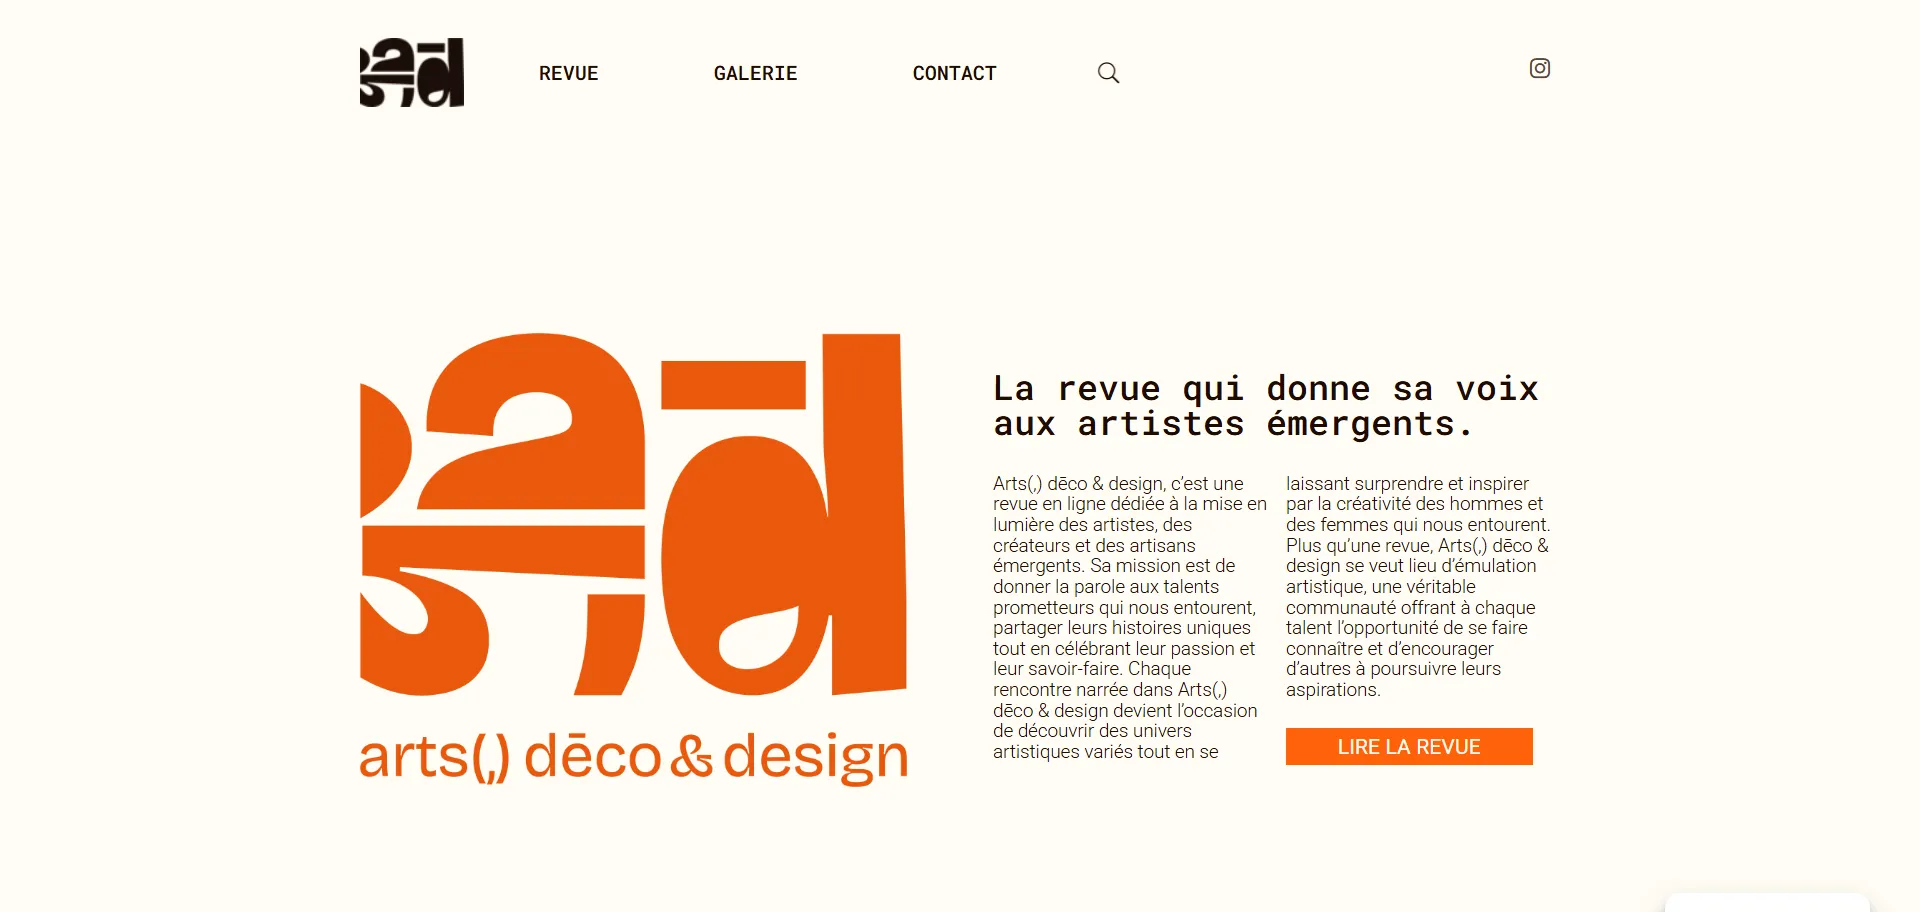 REVUE
GALERIE
CONTACT
arts(,) dēco & design
La revue qui donne sa voix
aux artistes émergents.
Arts(,) dēco & design, c’est une
revue en ligne dédiée à la mise en
lumière des artistes, des
créateurs et des artisans
émergents. Sa mission est de
donner la parole aux talents
prometteurs qui nous entourent,
partager leurs histoires uniques
tout en célébrant leur passion et
leur savoir-faire. Chaque
rencontre narrée dans Arts(,)
dēco & design devient l’occasion
de découvrir des univers
artistiques variés tout en se
laissant surprendre et inspirer
par la créativité des hommes et
des femmes qui nous entourent.
Plus qu’une revue, Arts(,) dēco &
design se veut lieu d’émulation
artistique, une véritable
communauté offrant à chaque
talent l’opportunité de se faire
connaître et d’encourager
d’autres à poursuivre leurs
aspirations.
LIRE LA REVUE